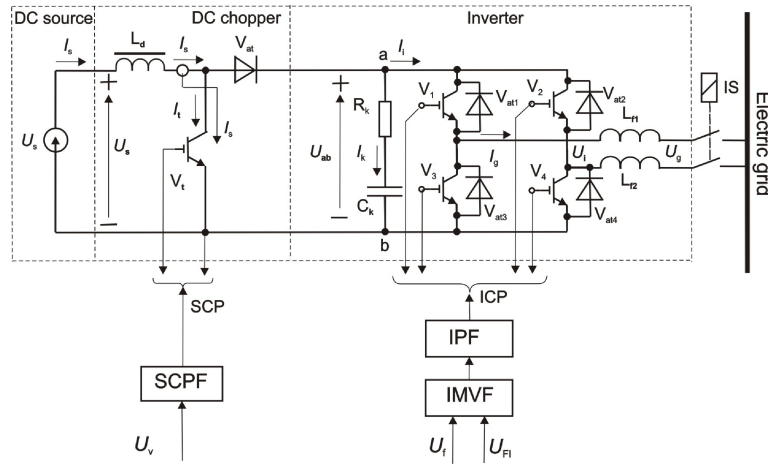 DC source
DC chopper
Inverter
Is
Ld
Is
Vat
a
Ii
IS
Us
Us
It
Is
Vt
Uab
Rk
Ik
Ck
b
V1
Vat1
V2
Vat2
Ig
Ui
Lf1
Ug
Lf2
V3
Vat3
V4
Vat4
Electric grid
SCP
ICP
IPF
SCPF
IMVF
Uv
Uf
UFI